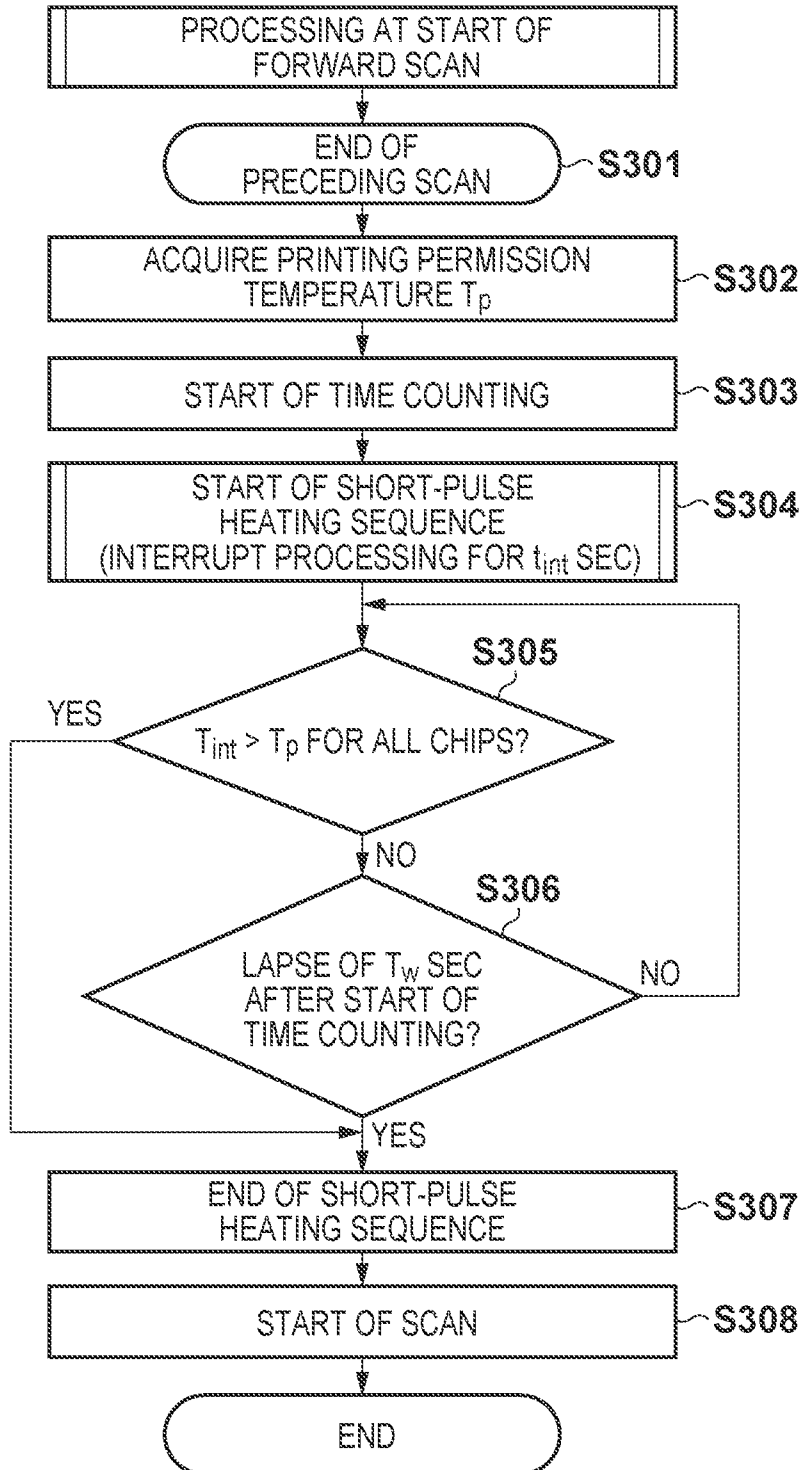 PROCESSING AT START OF
FORWARD SCAN
END OF
PRECEDING SCAN
S301
ACQUIRE PRINTING PERMISSION
TEMPERATURE Tp
S302
START OF TIME COUNTING
S303
START OF SHORT-PULSE
HEATING SEQUENCE
(INTERRUPT PROCESSING FOR tint SEC)
S304
S305
YES
Tint > Tp FOR ALL CHIPS?
NO
S306
LAPSE OF Tw SEC
AFTER START OF
TIME COUNTING?
NO
YES
END OF SHORT-PULSE
HEATING SEQUENCE
S307
START OF SCAN
S308
END